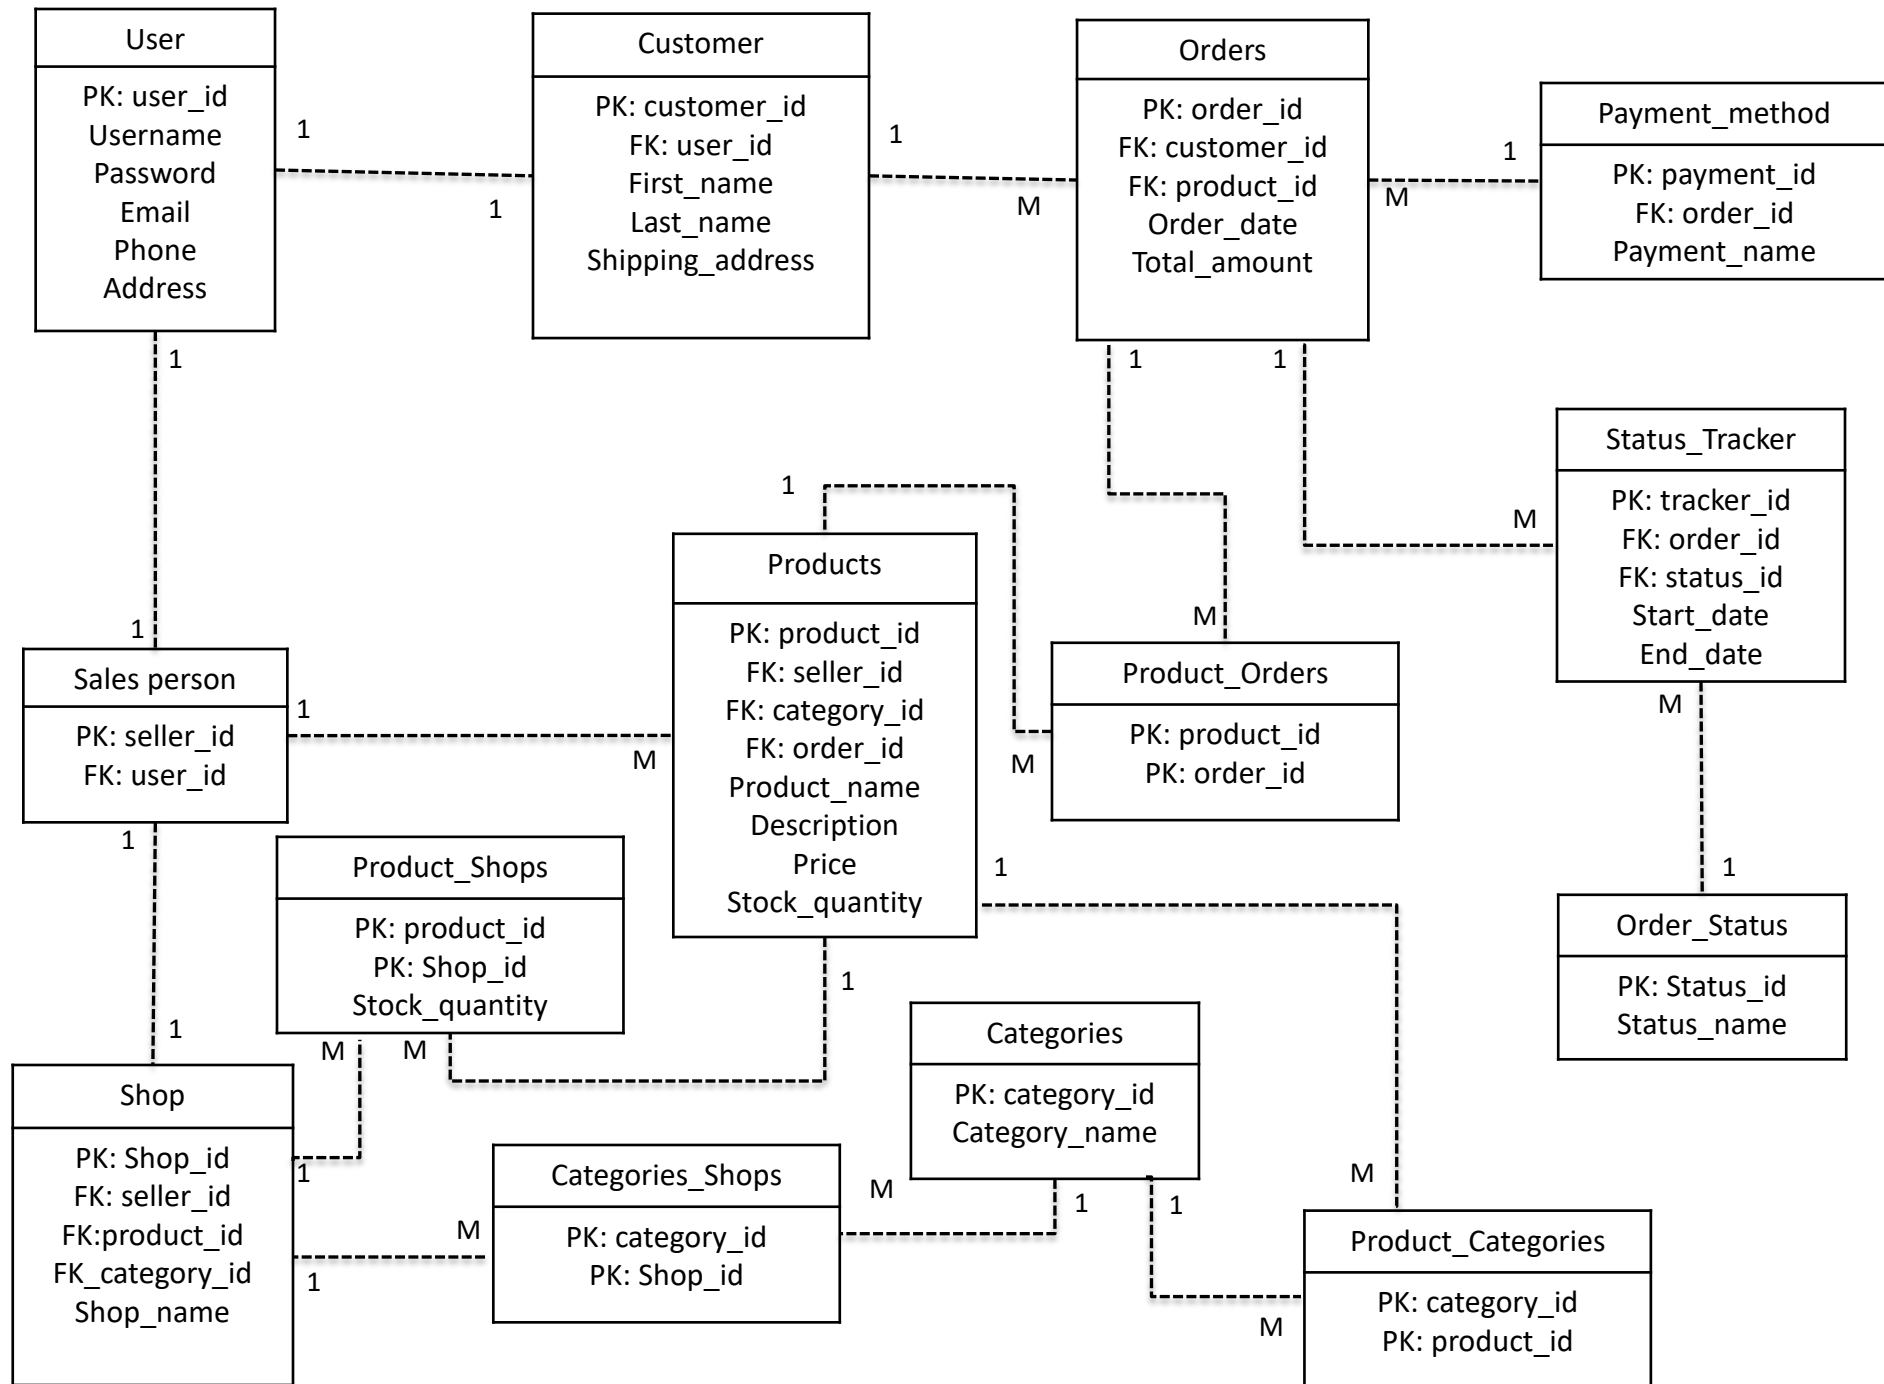 User
PK: user_id
Username
Password
Email
Phone
Address
1
1
Customer
PK: customer_id
FK: user_id
First_name
Last_name
Shipping_address
1
M
Orders
PK: order_id
FK: customer_id
FK: product_id
Order_date
Total_amount
M
1
Payment_method
PK: payment_id
FK: order_id
Payment_name
1
1
1
1
Status_Tracker
PK: tracker_id
FK: order_id
FK: status_id
Start_date
End_date
M
M
1
Order_Status
PK: Status_id
Status_name
Sales person
PK: seller_id
FK: user_id
1
M
1
1
Products
PK: product_id
FK: seller_id
FK: category_id
FK: order_id
Product_name
Description
Price
Stock_quantity
1
M
M
Product_Orders
PK: product_id
PK: order_id
1
1
Product_Shops
PK: product_id
PK: Shop_id
Stock_quantity
M
M
Shop
PK: Shop_id
FK: seller_id
FK:product_id
FK_category_id
Shop_name
1
1
M
Categories_Shops
PK: category_id
PK: Shop_id
M
Categories
PK: category_id
Category_name
1
1
M
M
Product_Categories
PK: category_id
PK: product_id